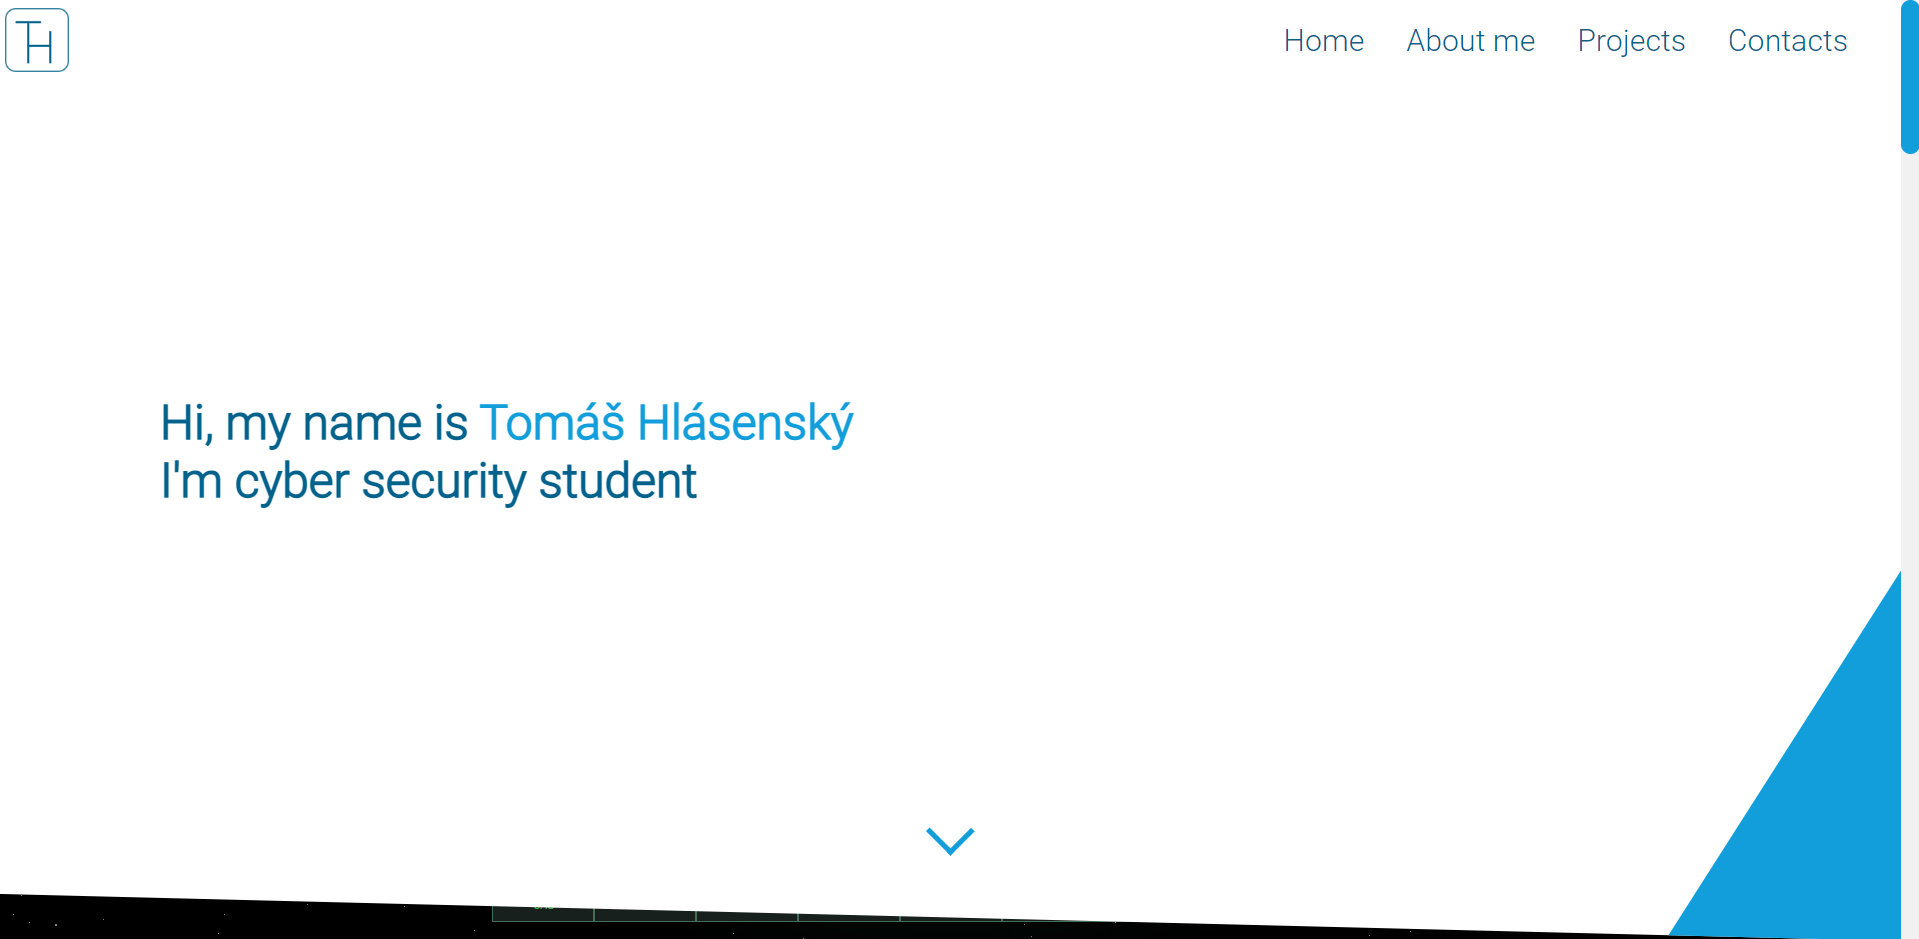 TH
Home About me Projects Contacts
Hi, my name is Tomáš Hlásenský
I'm cyber security student